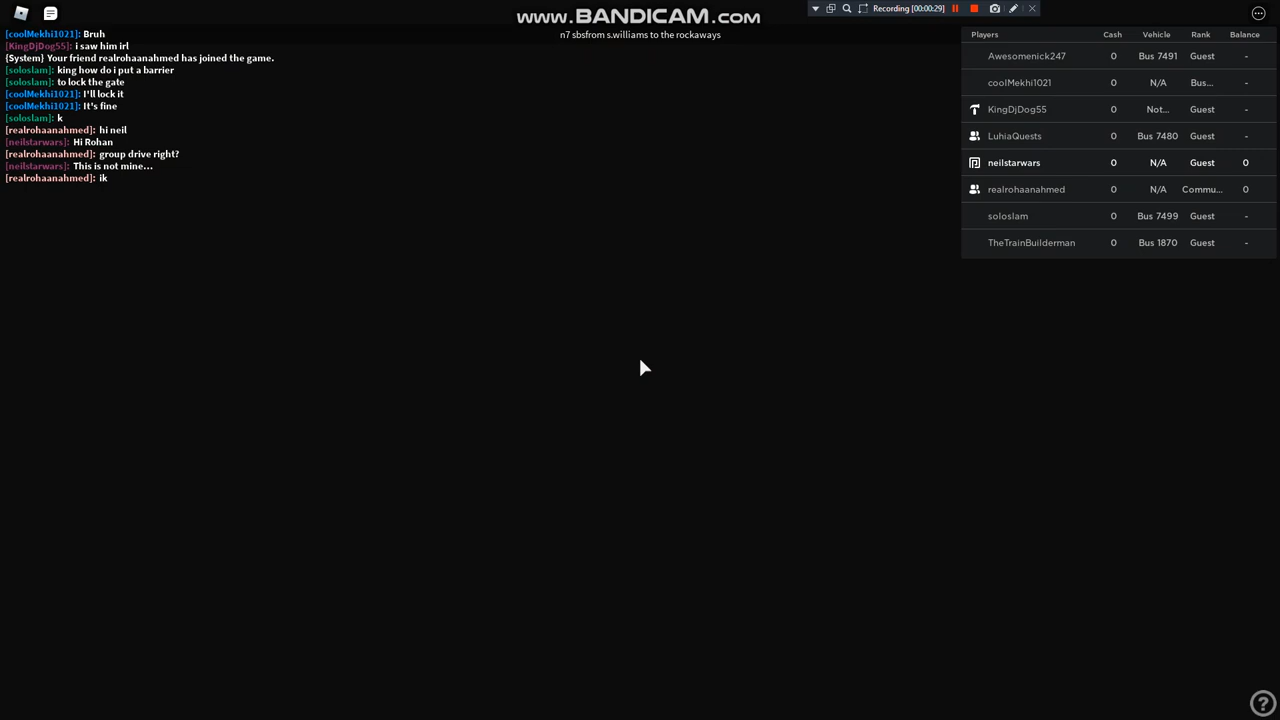 www.BANDICAM.com
Recording [00:00:29]
n7 sbsfrom s.williams to the rockaways
[coolMekhi1021]: Bruh
[KingDjDog55]: i saw him irl
{System} Your friend realrohaanahmed has joined the game.
[soloslam]: king how do i put a barrier
[soloslam]: to lock the gate
[coolMekhi1021]: I'll lock it
[coolMekhi1021]: It's fine
[soloslam]: k
[realrohaanahmed]: hi neil
[neilstarwars]: Hi Rohan
[realrohaanahmed]: group drive right?
[neilstarwars]: This is not mine...
[realrohaanahmed]: ik
Players Cash Vehicle Rank Balance
Awesomenick247 0 Bus 7491 Guest -
coolMekhi1021 0 N/A Bus... -
KingDjDog55 0 Not... Guest -
LuhiaQuests 0 Bus 7480 Guest -
neilstarwars 0 N/A Guest 0
realrohaanahmed 0 N/A Commu... 0
soloslam 0 Bus 7499 Guest -
TheTrainBuilderman 0 Bus 1870 Guest -
?